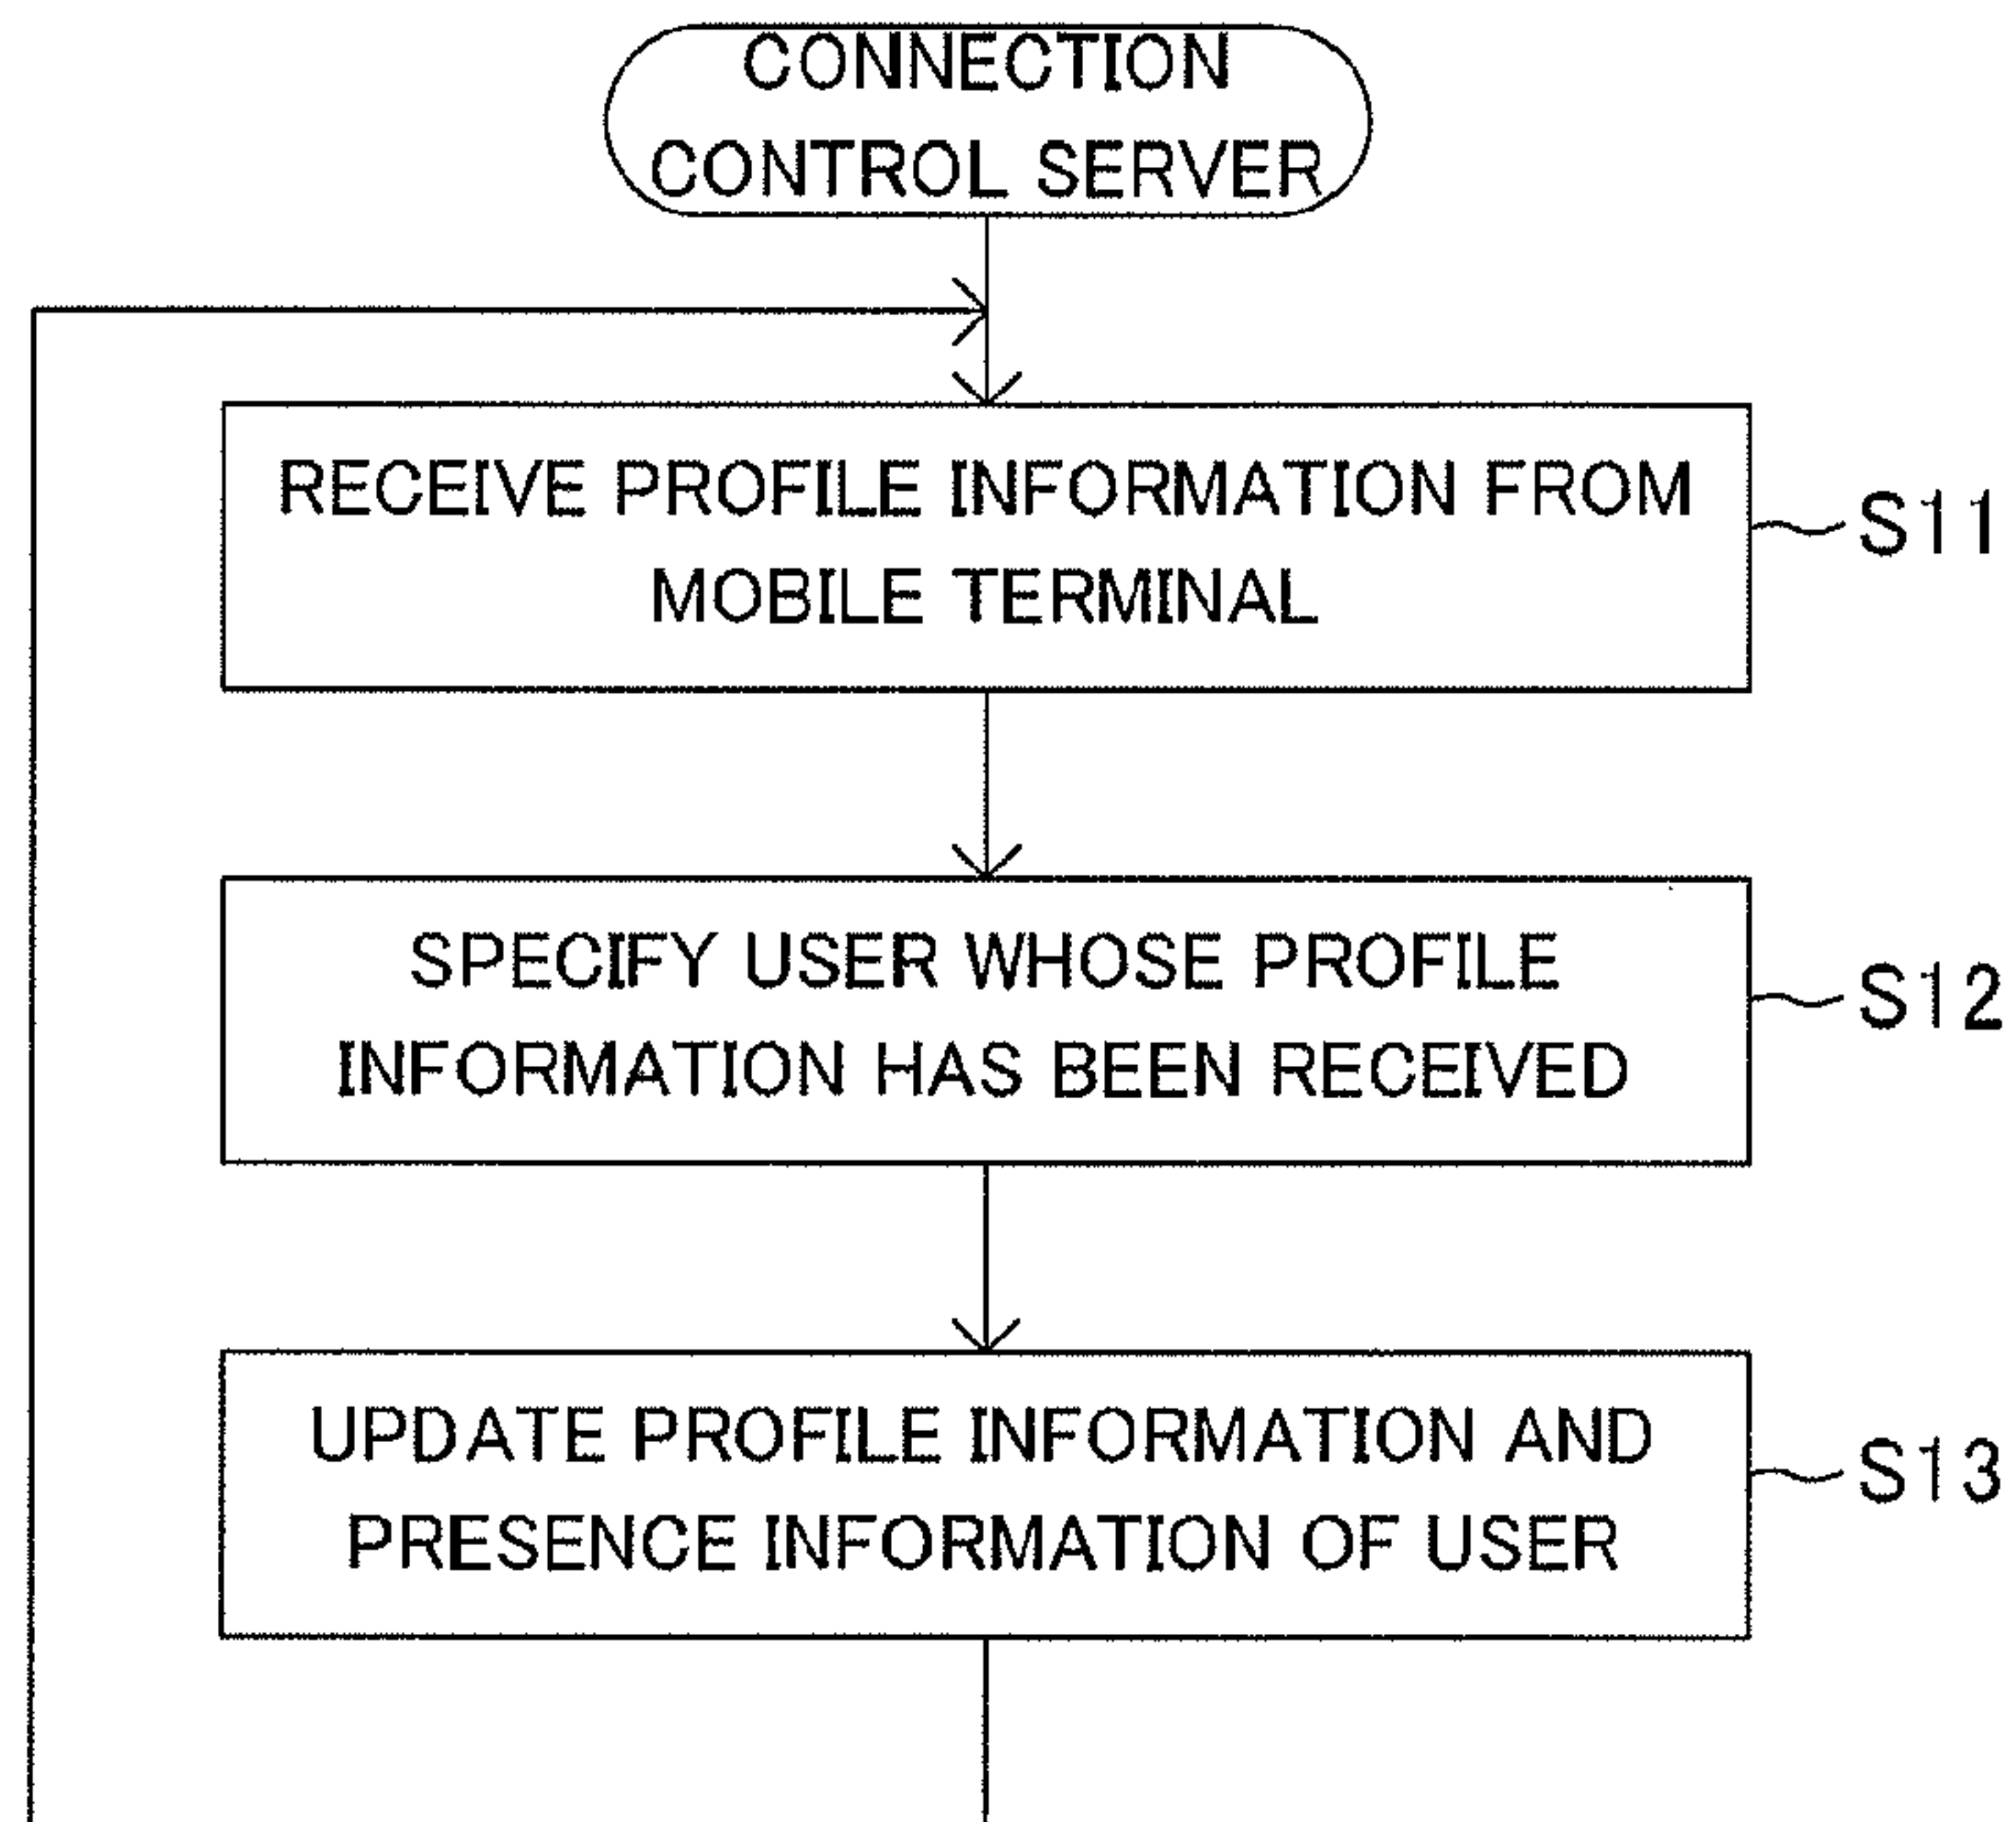 CONNECTION
CONTROL SERVER
RECEIVE PROFILE INFORMATION FROM
MOBILE TERMINAL
S11
SPECIFY USER WHOSE PROFILE
INFORMATION HAS BEEN RECEIVED
S12
UPDATE PROFILE INFORMATION AND
PRESENCE INFORMATION OF USER
S13